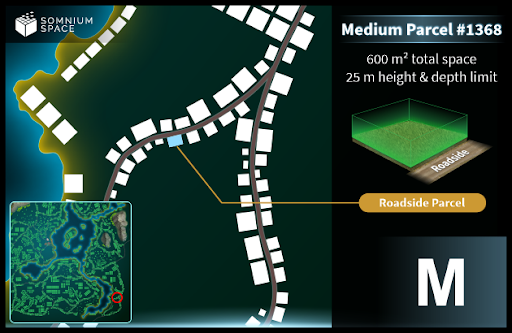 SOMNIUM
SPACE
Medium Parcel #1368
600 m² total space
25 m height & depth limit
Roadside
Roadside Parcel
M